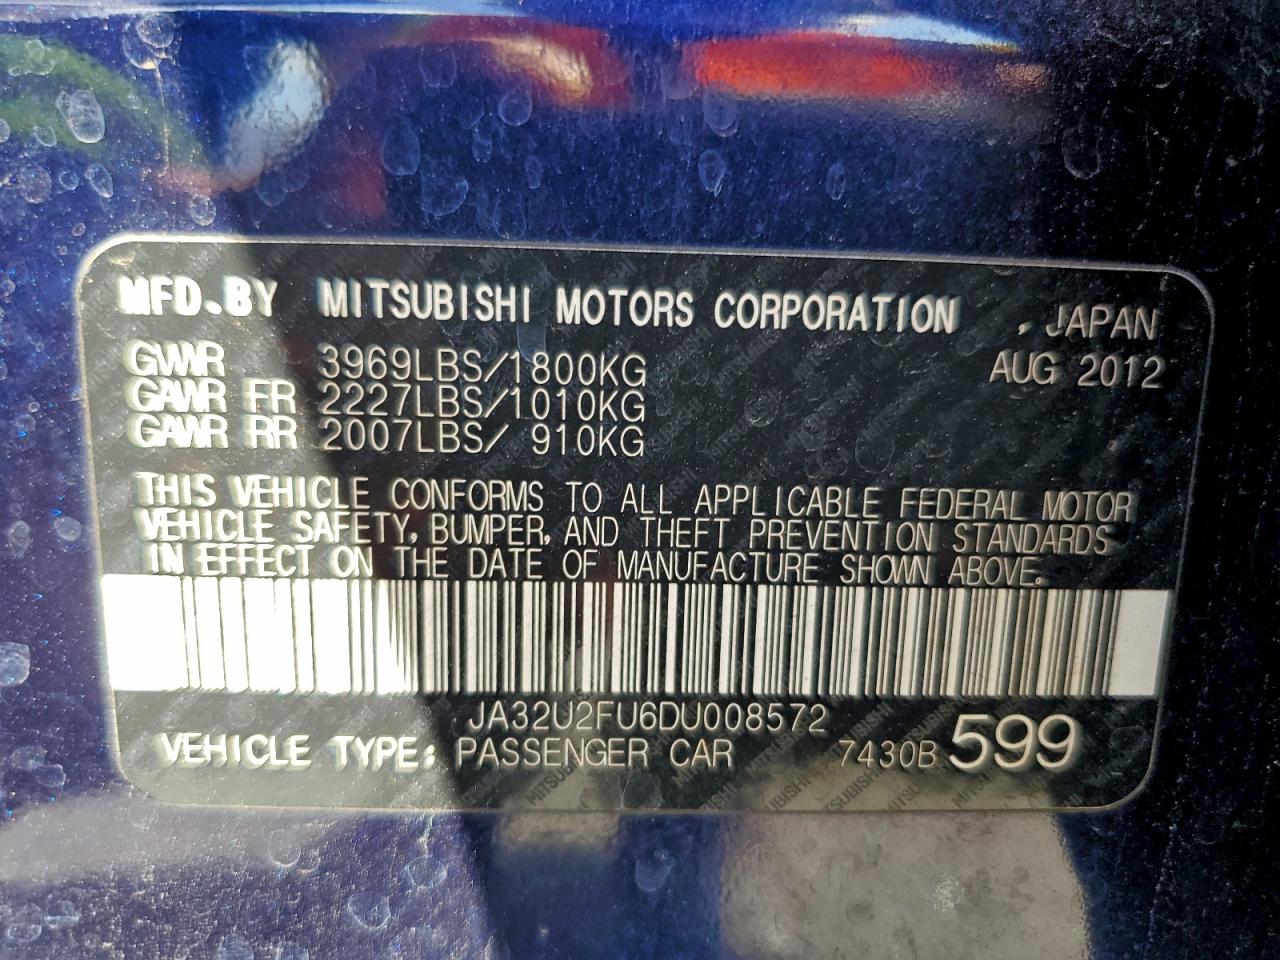 MFD.BY MITSUBISHI MOTORS CORPORATION , JAPAN
GVWR 3969LBS/1800KG AUG 2012
GAWR FR 2227LBS/1010KG
GAWR RR 2007LBS/ 910KG
THIS VEHICLE CONFORMS TO ALL APPLICABLE FEDERAL MOTOR
VEHICLE SAFETY, BUMPER, AND THEFT PREVENTION STANDARDS
IN EFFECT ON THE DATE OF MANUFACTURE SHOWN ABOVE.
JA32U2FU6DU008572
VEHICLE TYPE: PASSENGER CAR 7430B 599